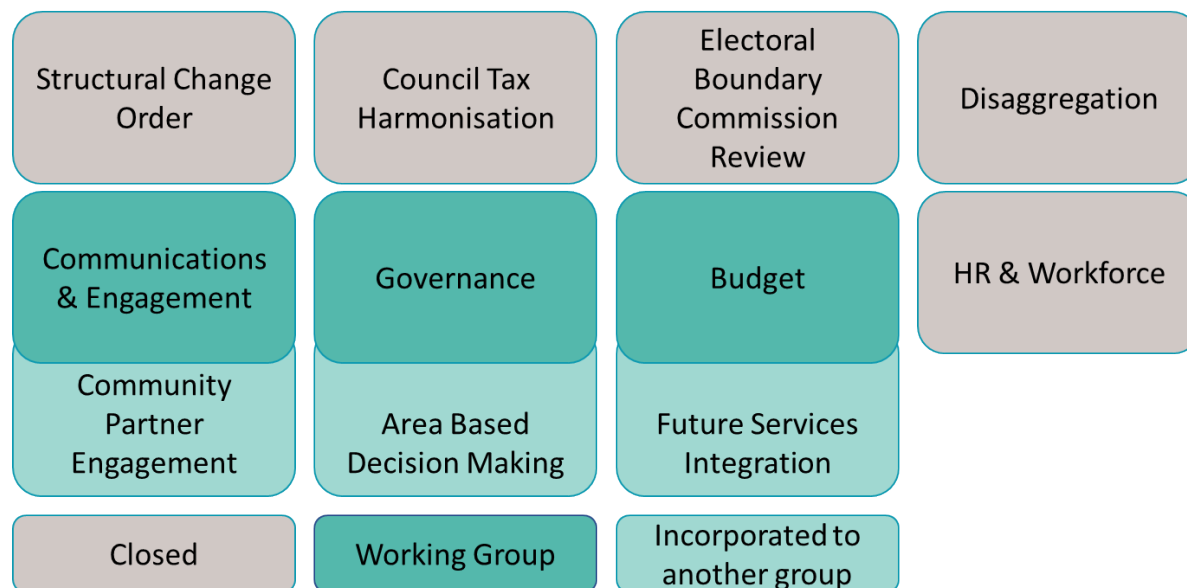 Structural Change
Order
Council Tax
Harmonisation
Electoral
Boundary
Commission
Review
Disaggregation
Communications
& Engagement
Governance
Budget
HR & Workforce
Community
Partner
Engagement
Area Based
Decision Making
Future Services
Integration
Closed
Working Group
Incorporated to
another group